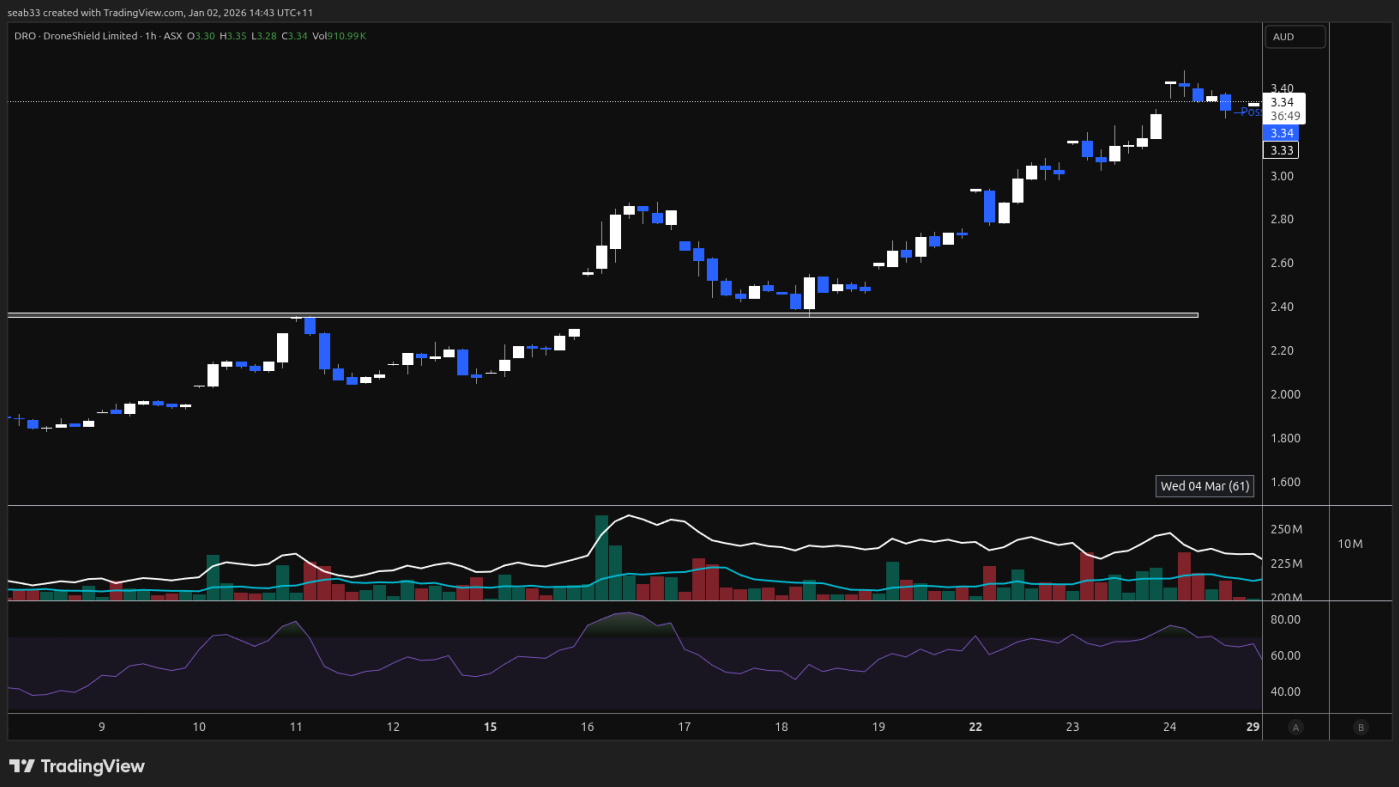 seab33 created with TradingView.com, Jan 02, 2026 14:43 UTC+11
DRO · DroneShield Limited · 1h · ASX O3.30 H3.35 L3.28 C3.34 Vol910.99K
AUD
3.40
3.34
36:49
3.34
3.33
Pos
3.00
2.80
2.60
2.40
2.20
2.000
1.800
1.600
Wed 04 Mar (61)
250M
225M
200M
10M
80.00
60.00
40.00
9 10 11 12 15 16 17 18 19 22 23 24 29
A B
TradingView